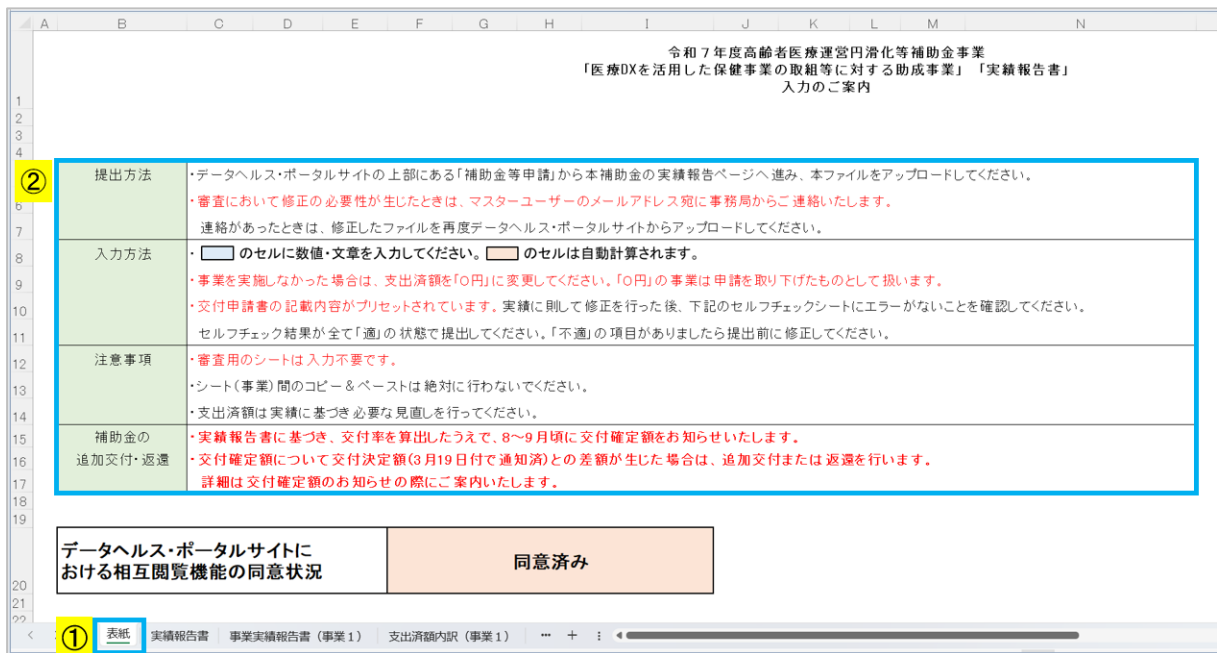 A B C D E F G H I J K L M N
令和７年度高齢者医療運営円滑化等補助金事業
「医療DXを活用した保健事業の取組等に対する助成事業」「実績報告書」
入力のご案内
1
2
3
4
②
提出方法
・データヘルス・ポータルサイトの上部にある「補助金等申請」から本補助金の実績報告ページへ進み、本ファイルをアップロードしてください。
6
・審査において修正の必要性が生じたときは、マスターユーザーのメールアドレス宛に事務局からご連絡いたします。
7
連絡があったときは、修正したファイルを再度データヘルス・ポータルサイトからアップロードしてください。
8
入力方法
・ のセルに数値・文章を入力してください。 のセルは自動計算されます。
9
・事業を実施しなかった場合は、支出済額を「0円」に変更してください。「0円」の事業は申請を取り下げたものとして扱います。
10
・交付申請書の記載内容がプリセットされています。実績に則して修正を行った後、下記のセルフチェックシートにエラーがないことを確認してください。
11
セルフチェック結果が全て「適」の状態で提出してください。「不適」の項目がありましたら提出前に修正してください。
12
注意事項
・審査用のシートは入力不要です。
13
・シート（事業）間のコピー＆ペーストは絶対に行わないでください。
14
・支出済額は実績に基づき必要な見直しを行ってください。
15
補助金の
・実績報告書に基づき、交付率を算出したうえで、8～9月頃に交付確定額をお知らせいたします。
16
追加交付・返還
・交付確定額について交付決定額(3月19日付で通知済)との差額が生じた場合は、追加交付または返還を行います。
17
詳細は交付確定額のお知らせの際にご案内いたします。
18
19
データヘルス・ポータルサイトに
おける相互閲覧機能の同意状況
同意済み
20
21
22
① 表紙 実績報告書 事業実績報告書（事業１） 支出済額内訳（事業１） ··· +